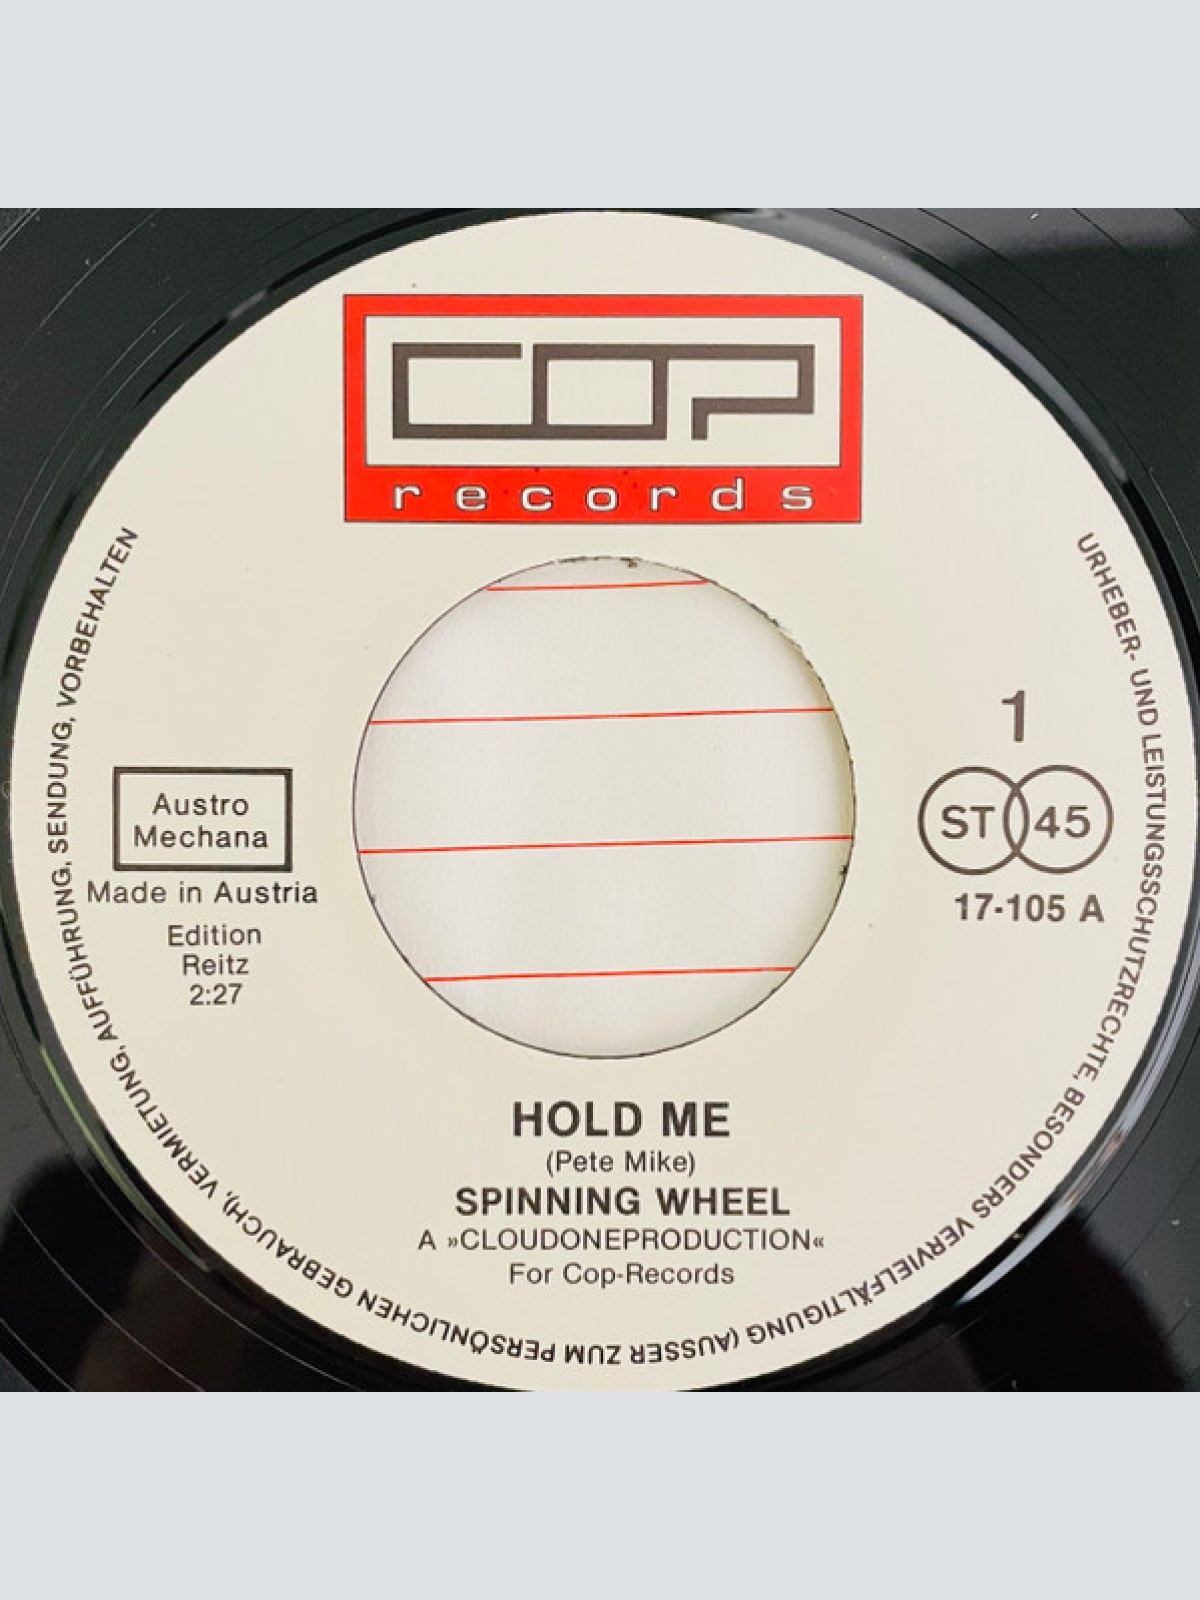 COP
records
URHEBER- UND LEISTUNGSSCHUTZRECHTE, BESONDERS VERVIELFÄLTIGUNG (AUSSER ZUM PERSÖNLICHEN GEBRAUCH), VERMIETUNG, AUFFÜHRUNG, SENDUNG, VORBEHALTEN
1
ST 45
17-105 A
Austro
Mechana
Made in Austria
Edition
Reitz
2:27
HOLD ME
(Pete Mike)
SPINNING WHEEL
A »CLOUDONEPRODUCTION«
For Cop-Records